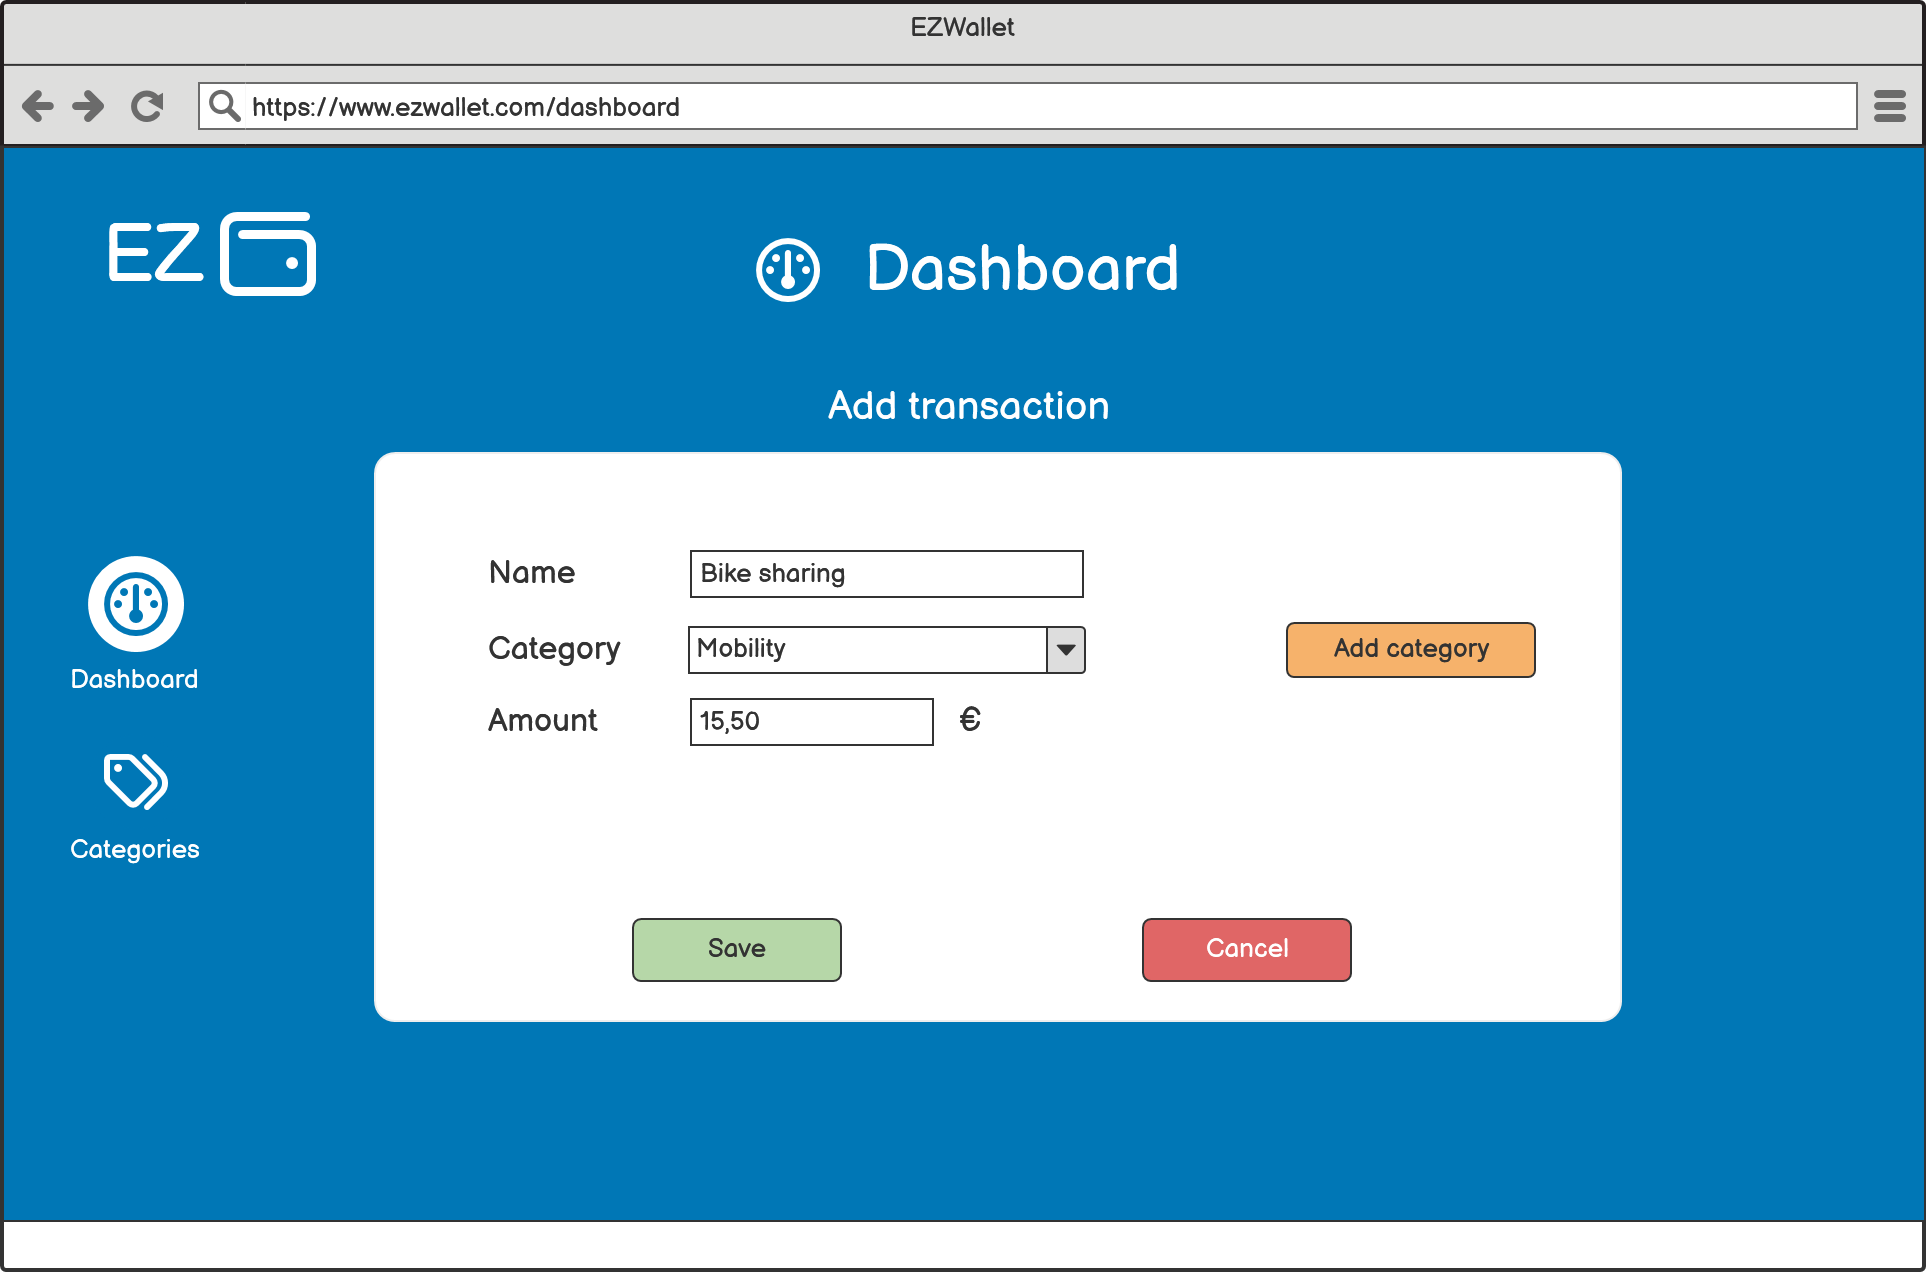 EZWallet
https://www.ezwallet.com/dashboard
EZ
Dashboard
Add transaction
Name
Bike sharing
Category
Mobility
Add category
Amount
15,50
€
Dashboard
Categories
Save
Cancel